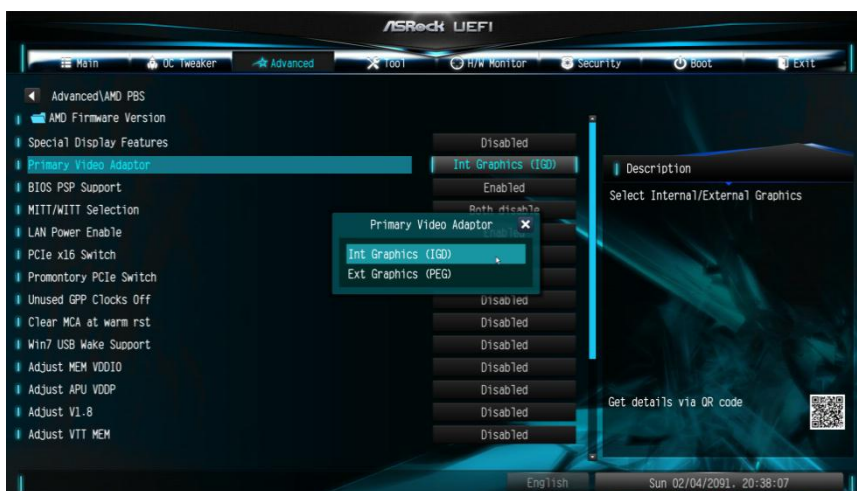 ASRock UEFI
Main OC Tweaker Advanced Tool H/W Monitor Security Boot Exit
Advanced\AMD PBS
AMD Firmware Version
Special Display Features Disabled
Primary Video Adaptor Int Graphics (IGD)
BIOS PSP Support Enabled
MITT/WITT Selection Both disable
LAN Power Enable Enabled
PCIe x16 Switch
Promontory PCIe Switch
Unused GPP Clocks Off Disabled
Clear MCA at warm rst Disabled
Win7 USB Wake Support Disabled
Adjust MEM VDDIO Disabled
Adjust APU VDDP Disabled
Adjust V1.8 Disabled
Adjust VTT MEM Disabled
Primary Video Adaptor
Int Graphics (IGD)
Ext Graphics (PEG)
Description
Select Internal/External Graphics
Get details via QR code
English Sun 02/04/2091. 20:38:07